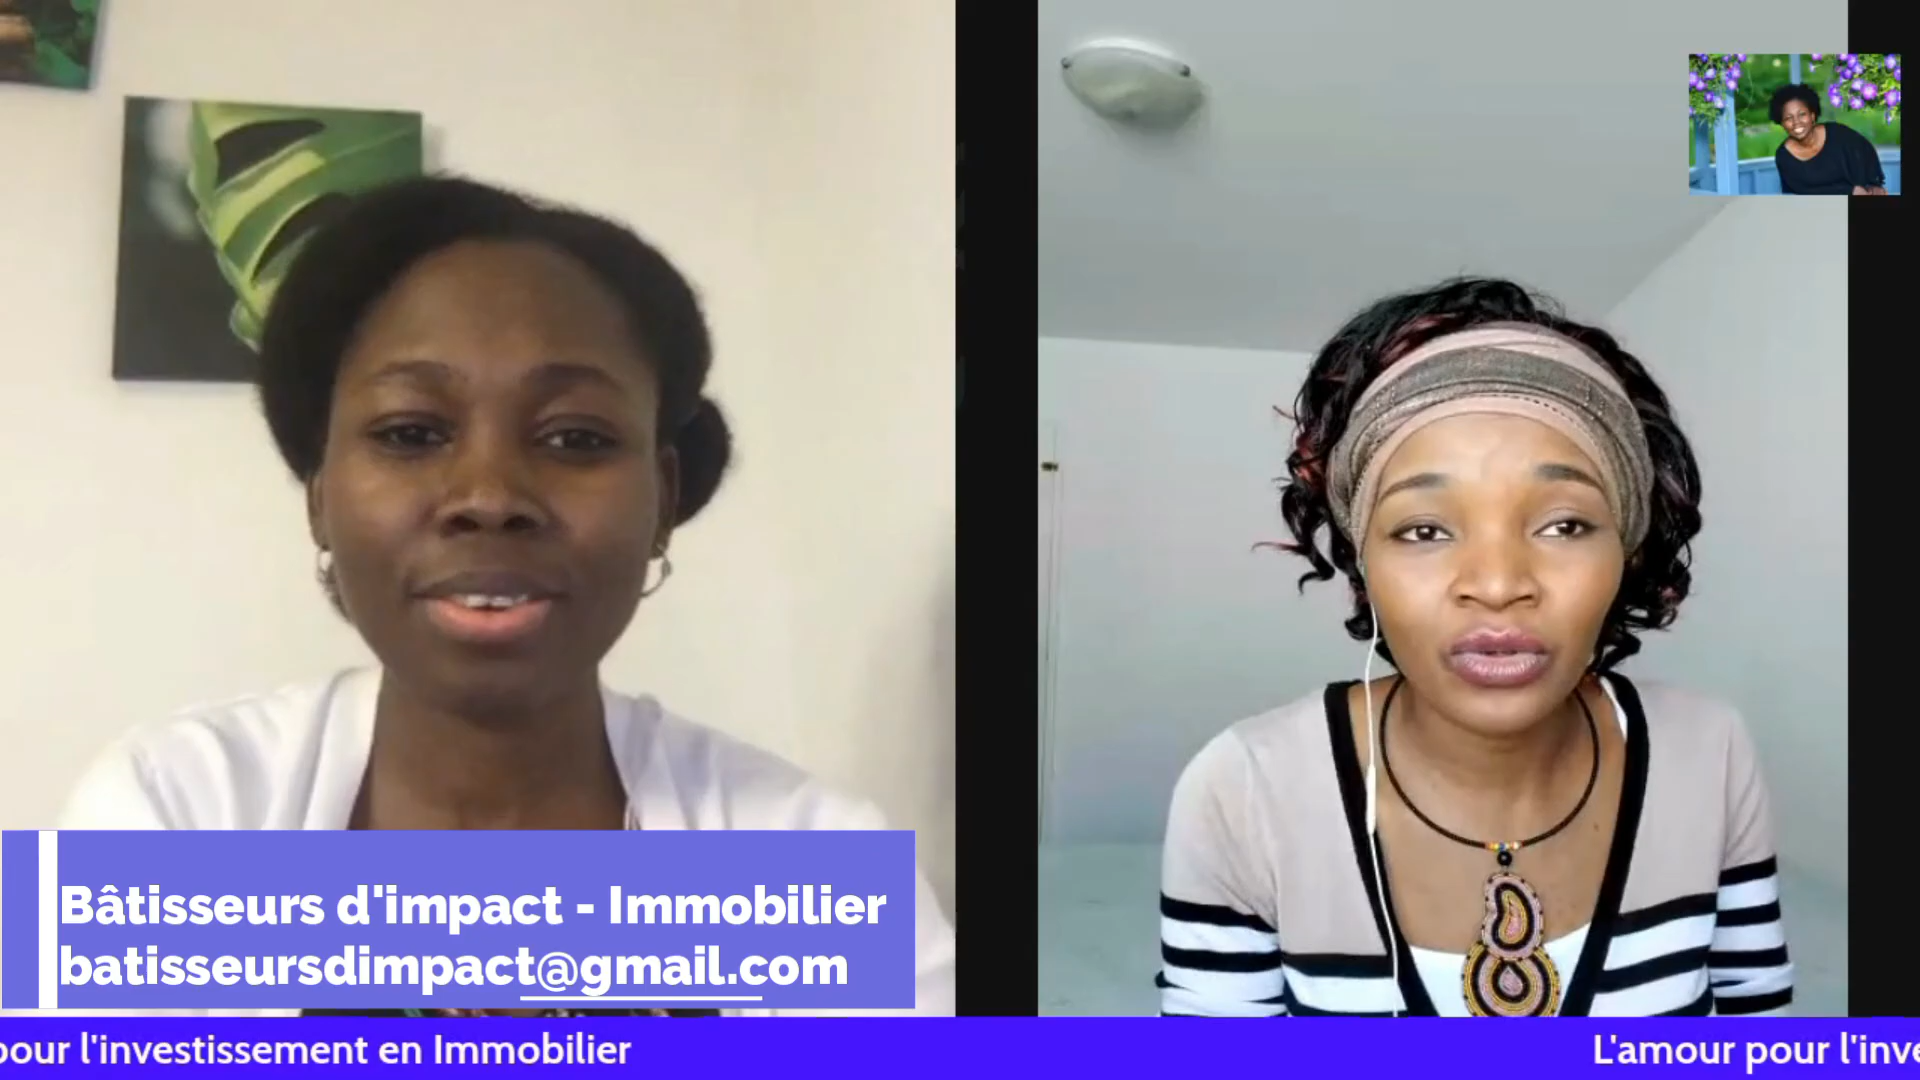 Bâtisseurs d'impact - Immobilier
batisseursdimpact@gmail.com
pour l'investissement en Immobilier
L'amour pour l'inve